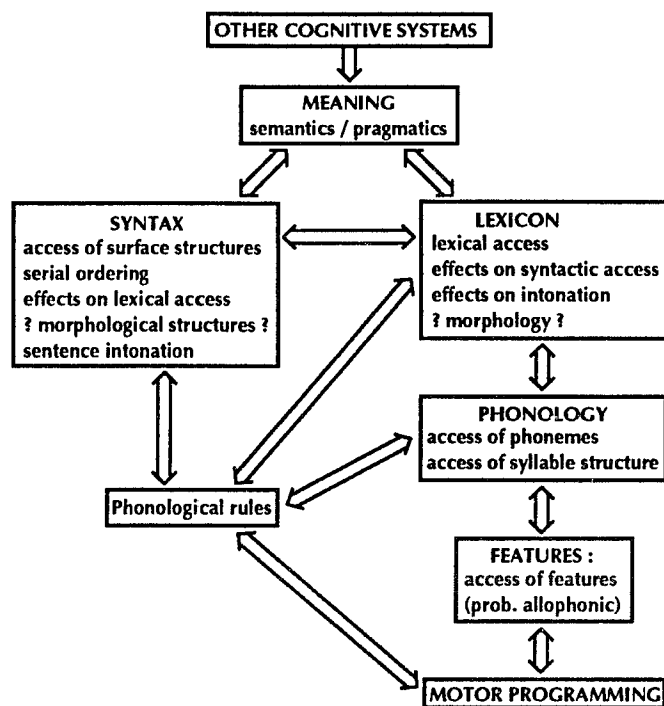 OTHER COGNITIVE SYSTEMS
MEANING
semantics / pragmatics
SYNTAX
access of surface structures
serial ordering
effects on lexical access
? morphological structures ?
sentence intonation
LEXICON
lexical access
effects on syntactic access
effects on intonation
? morphology ?
PHONOLOGY
access of phonemes
access of syllable structure
Phonological rules
FEATURES :
access of features
(prob. allophonic)
MOTOR PROGRAMMING